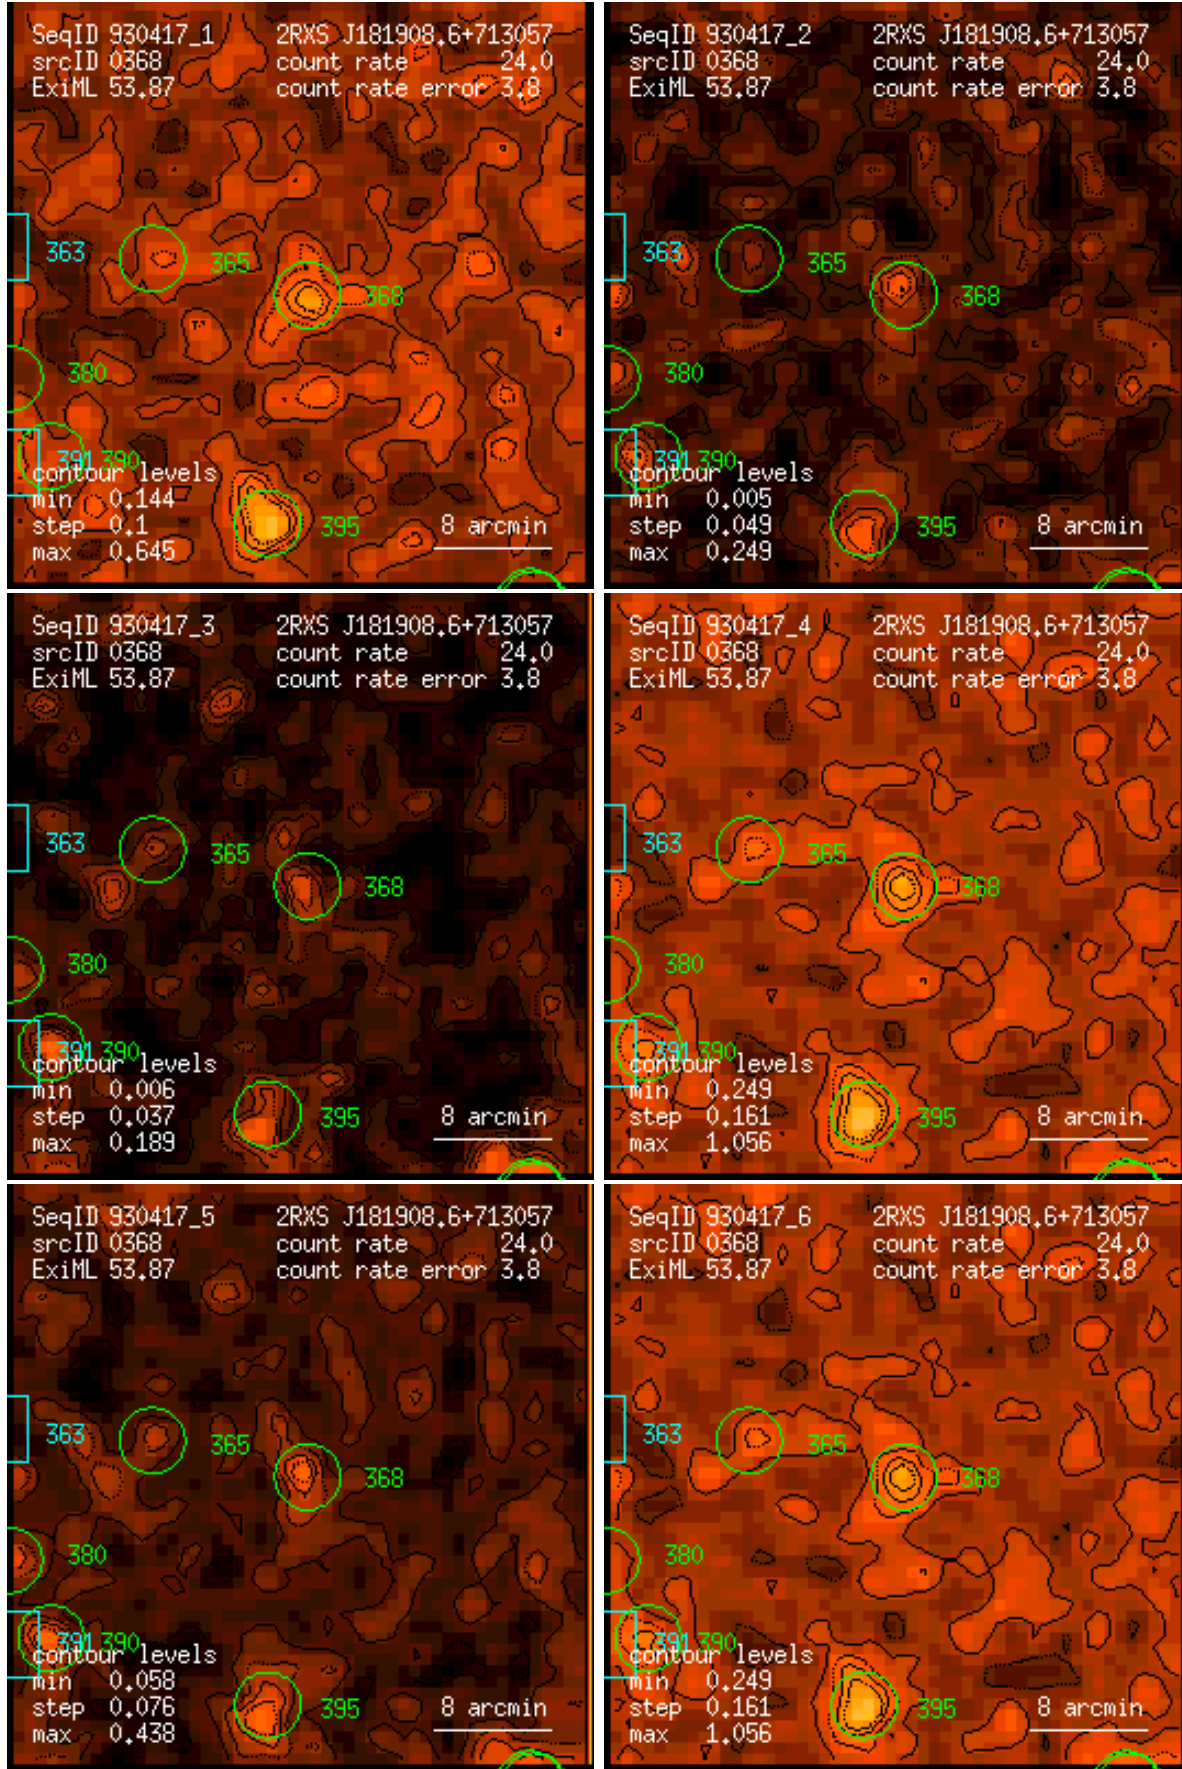 SeqID 930417_1 2RXS J181908.6+713057
srcID 0368 count rate 24.0
ExiML 53.87 count rate error 3.8
363
365
368
380
391 390
contour levels
min 0.144
step 0.1 395 8 arcmin
max 0.645
SeqID 930417_2 2RXS J181908.6+713057
srcID 0368 count rate 24.0
ExiML 53.87 count rate error 3.8
363
365
368
380
391 390
contour levels
min 0.005
step 0.049 395 8 arcmin
max 0.249
SeqID 930417_3 2RXS J181908.6+713057
srcID 0368 count rate 24.0
ExiML 53.87 count rate error 3.8
363
365
368
380
391 390
contour levels
min 0.006
step 0.037 395 8 arcmin
max 0.189
SeqID 930417_4 2RXS J181908.6+713057
srcID 0368 count rate 24.0
ExiML 53.87 count rate error 3.8
363
365
368
380
391 390
contour levels
min 0.249
step 0.161 395 8 arcmin
max 1.056
SeqID 930417_5 2RXS J181908.6+713057
srcID 0368 count rate 24.0
ExiML 53.87 count rate error 3.8
363
365
368
380
391 390
contour levels
min 0.058
step 0.076 395 8 arcmin
max 0.438
SeqID 930417_6 2RXS J181908.6+713057
srcID 0368 count rate 24.0
ExiML 53.87 count rate error 3.8
363
365
368
380
391 390
contour levels
min 0.249
step 0.161 395 8 arcmin
max 1.056